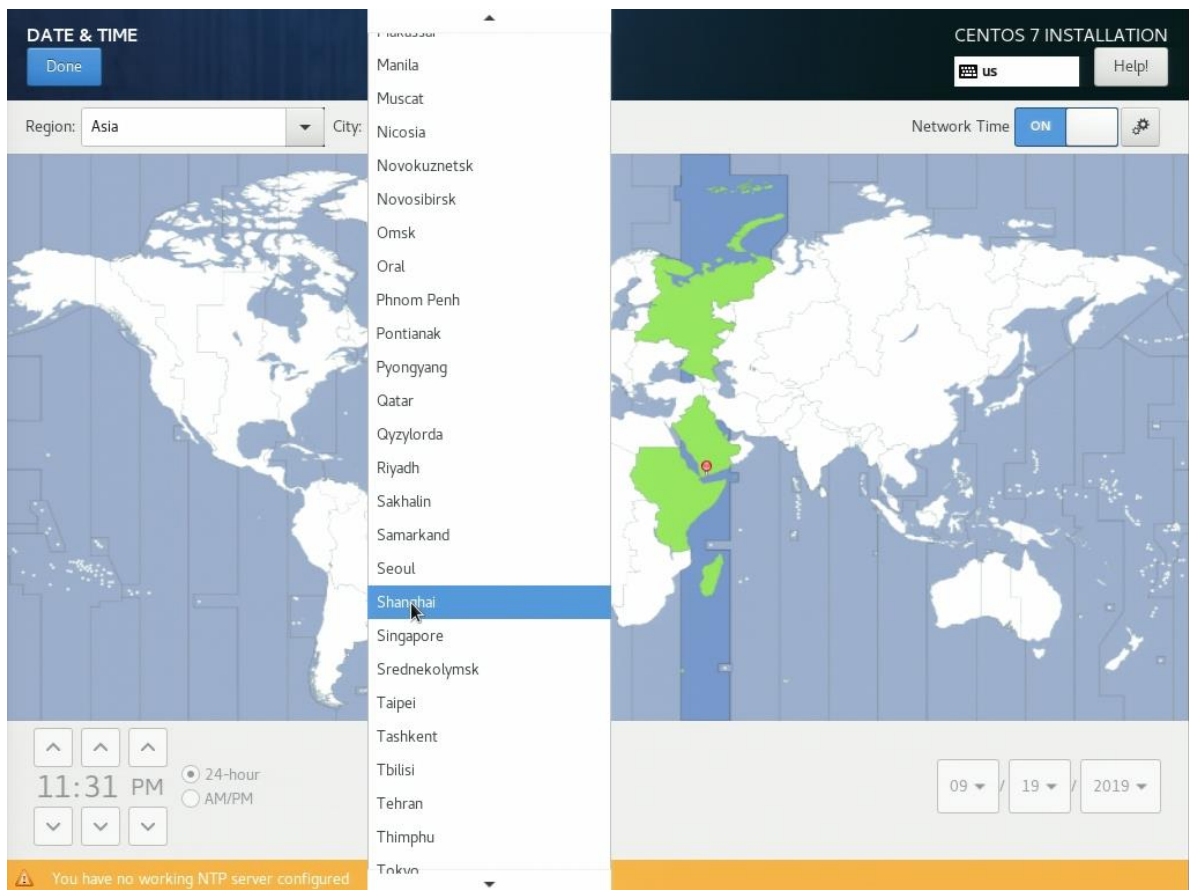 DATE & TIME
CENTOS 7 INSTALLATION
Done
us
Help!
Region:
Asia
City:
Network Time
ON
Makassar
Manila
Muscat
Nicosia
Novokuznetsk
Novosibirsk
Omsk
Oral
Phnom Penh
Pontianak
Pyongyang
Qatar
Qyzylorda
Riyadh
Sakhalin
Samarkand
Seoul
Shanghai
Singapore
Srednekolymsk
Taipei
Tashkent
Tbilisi
Tehran
Thimphu
Tokyo
11:31 PM
24-hour
AM/PM
09 / 19 / 2019
You have no working NTP server configured